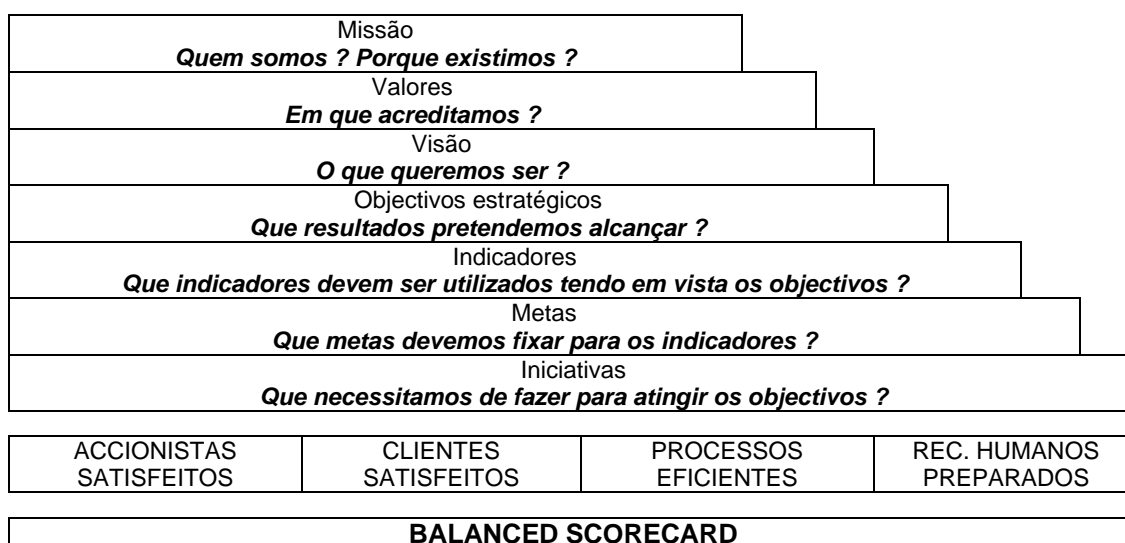 Missão
Quem somos ? Porque existimos ?
Valores
Em que acreditamos ?
Visão
O que queremos ser ?
Objectivos estratégicos
Que resultados pretendemos alcançar ?
Indicadores
Que indicadores devem ser utilizados tendo em vista os objectivos ?
Metas
Que metas devemos fixar para os indicadores ?
Iniciativas
Que necessitamos de fazer para atingir os objectivos ?
ACCIONISTAS
SATISFEITOS
CLIENTES
SATISFEITOS
PROCESSOS
EFICIENTES
REC. HUMANOS
PREPARADOS
BALANCED SCORECARD